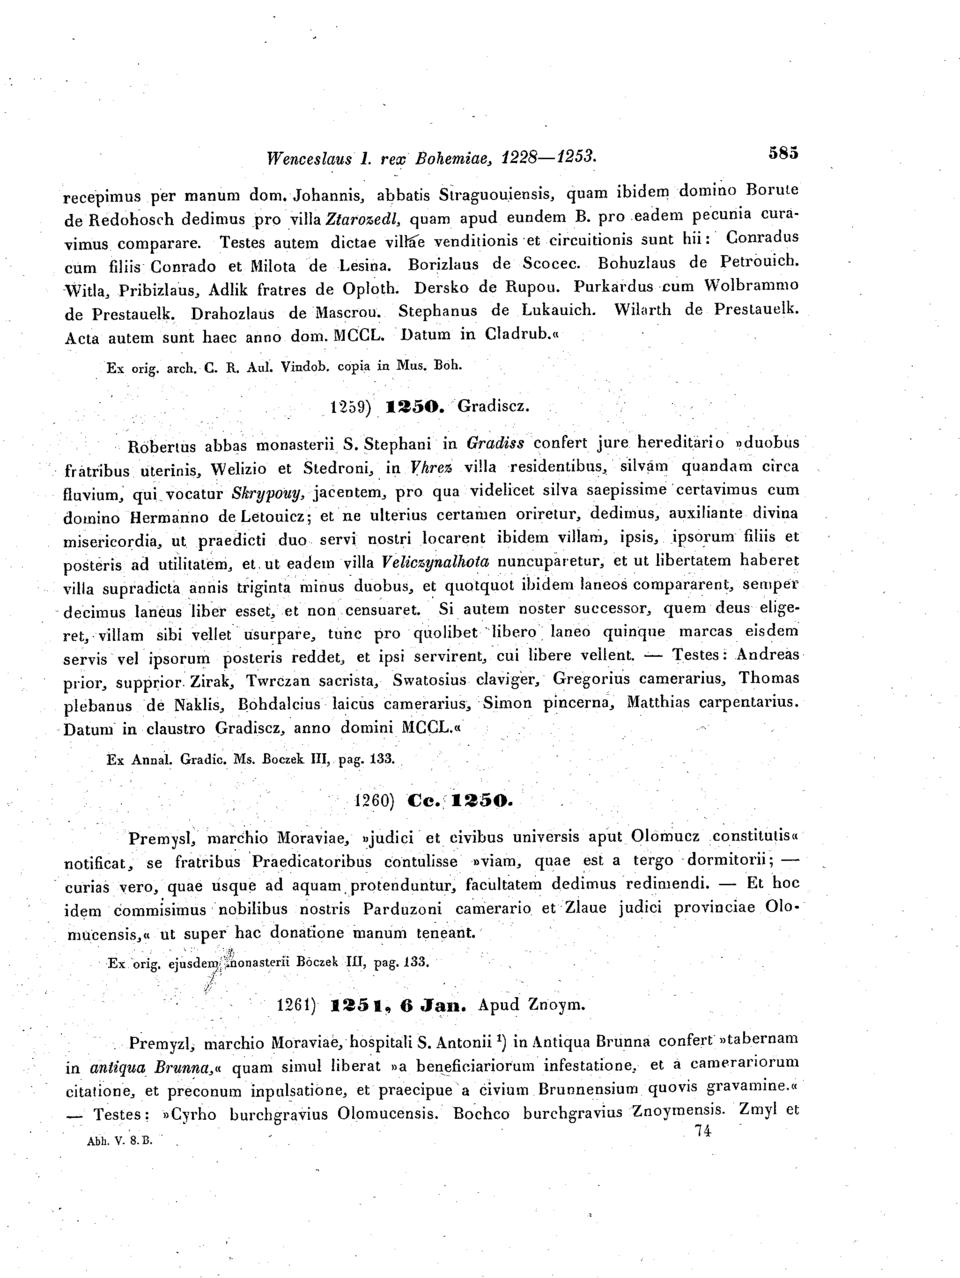 Wenceslaus I. rex Bohemiae, 1228—1253. 585
recepimus per manum dom. Johannis, abbatis Straguouiensis, quam ibidem domino Borute
de Redohosch dedimus pro villa Ztarozedl, quam apud eundem B. pro eadem pecunia cura-
vimus comparare. Testes autem dictae villae venditionis et circuitionis sunt hii: Conradus
cum filiis Conrado et Milota de Lesina. Borizlaus de Scocec. Bohuzlaus de Petrouich.
Witla, Pribizlaus, Adlik fratres de Oploth. Dersko de Rupou. Purkardus cum Wolbrammo
de Prestauelk. Drahozlaus de Mascrou. Stephanus de Lukauich. Wilarth de Prestauelk.
Acta autem sunt haec anno dom. MCCL. Datum in Cladrub.«
Ex orig. arch. C. R. Aul. Vindob. copia in Mus. Boh.
1259) 1250. Gradiscz.
Robertus abbas monasterii S. Stephani in Gradiss confert jure hereditario »duobus
fratribus uterinis, Welizio et Stedroni, in Vhrez villa residentibus, silvam quandam circa
fluvium, qui vocatur Skrypouy, jacentem, pro qua videlicet silva saepissime certavimus cum
domino Hermanno de Letouicz; et ne ulterius certamen oriretur, dedimus, auxiliante divina
misericordia, ut praedicti duo servi nostri locarent ibidem villam, ipsis, ipsorum filiis et
posteris ad utilitatem, et ut eadem villa Veliczynalhota nuncuparetur, et ut libertatem haberet
villa supradicta annis triginta minus duobus, et quotquot ibidem laneos compararent, semper
decimus laneus liber esset, et non censuaret. Si autem noster successor, quem deus elige-
ret, villam sibi vellet usurpare, tunc pro quolibet libero laneo quinque marcas eisdem
servis vel ipsorum posteris reddet, et ipsi servirent, cui libere vellent. — Testes: Andreas
prior, supprior Zirak, Twrczan sacrista, Swatosius claviger, Gregorius camerarius, Thomas
plebanus de Naklis, Bohdalcius laicus camerarius, Simon pincerna, Matthias carpentarius.
Datum in claustro Gradiscz, anno domini MCCL.«
Ex Annal. Gradic. Ms. Boczek III, pag. 133.
1260) Cc. 1250.
Premysl, marchio Moraviae, »judici et civibus universis aput Olomucz constitutis«
notificat, se fratribus Praedicatoribus contulisse »viam, quae est a tergo dormitorii; —
curias vero, quae usque ad aquam protenduntur, facultatem dedimus redimendi. — Et hoc
idem commisimus nobilibus nostris Parduzoni camerario et Zlaue judici provinciae Olo-
mucensis,« ut super hac donatione manum teneant.
Ex orig. ejusdem monasterii Boczek III, pag. 133.
1261) 1251, 6 Jan. Apud Znoym.
Premyzl, marchio Moraviae, hospitali S. Antonii ¹) in Antiqua Brunna confert »tabernam
in antiqua Brunna,« quam simul liberat »a beneficiariorum infestatione, et a camerariorum
citatione, et preconum inpulsatione, et praecipue a civium Brunnensium quovis gravamine.«
— Testes: »Cyrho burchgravius Olomucensis. Bochco burchgravius Znoymensis. Zmyl et
Abh. V. 8. B. 74